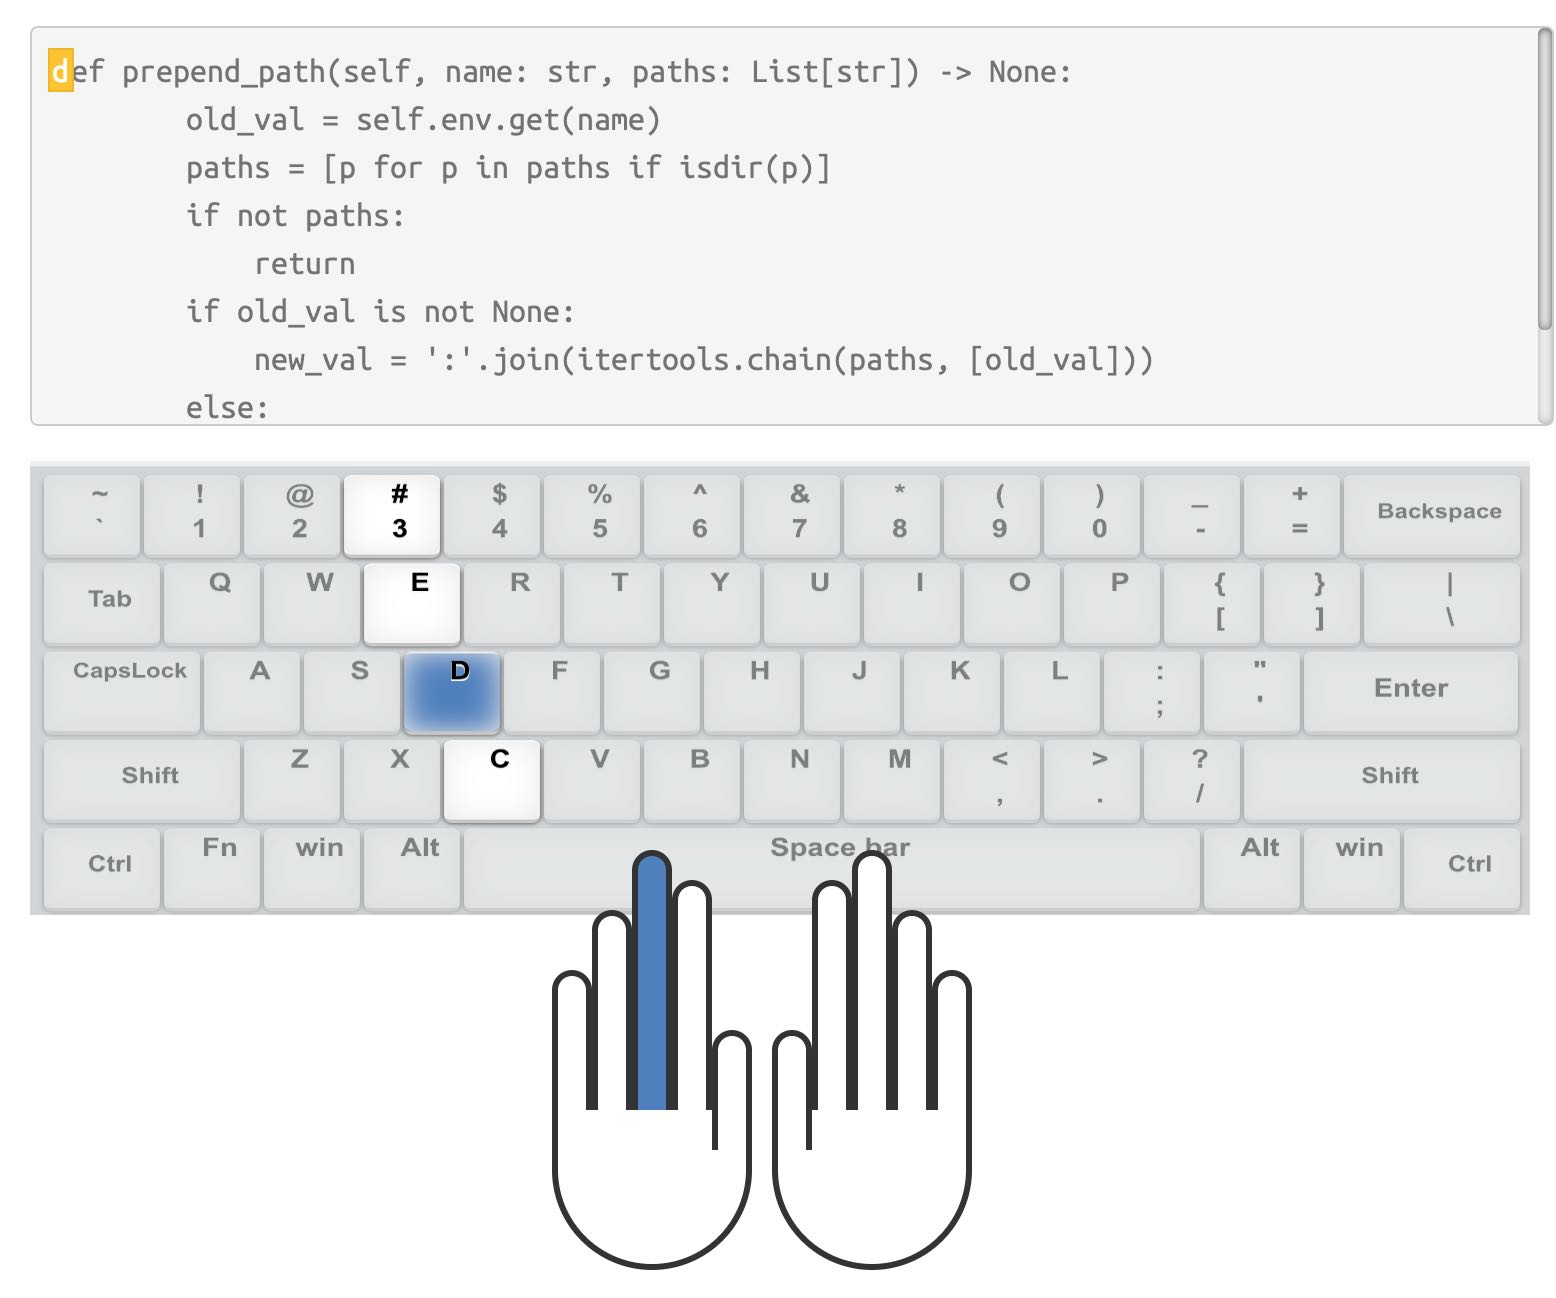 def prepend_path(self, name: str, paths: List[str]) -> None:
        old_val = self.env.get(name)
        paths = [p for p in paths if isdir(p)]
        if not paths:
            return
        if old_val is not None:
            new_val = ':'.join(itertools.chain(paths, [old_val]))
        else:
~ ! @ # $ % ^ & * ( ) _ +
` 1 2 3 4 5 6 7 8 9 0 - = Backspace
Tab Q W E R T Y U I O P { } |
[ ] \
CapsLock A S D F G H J K L : " Enter
; '
Shift Z X C V B N M < > ? Shift
, . /
Ctrl Fn win Alt Space bar Alt win Ctrl